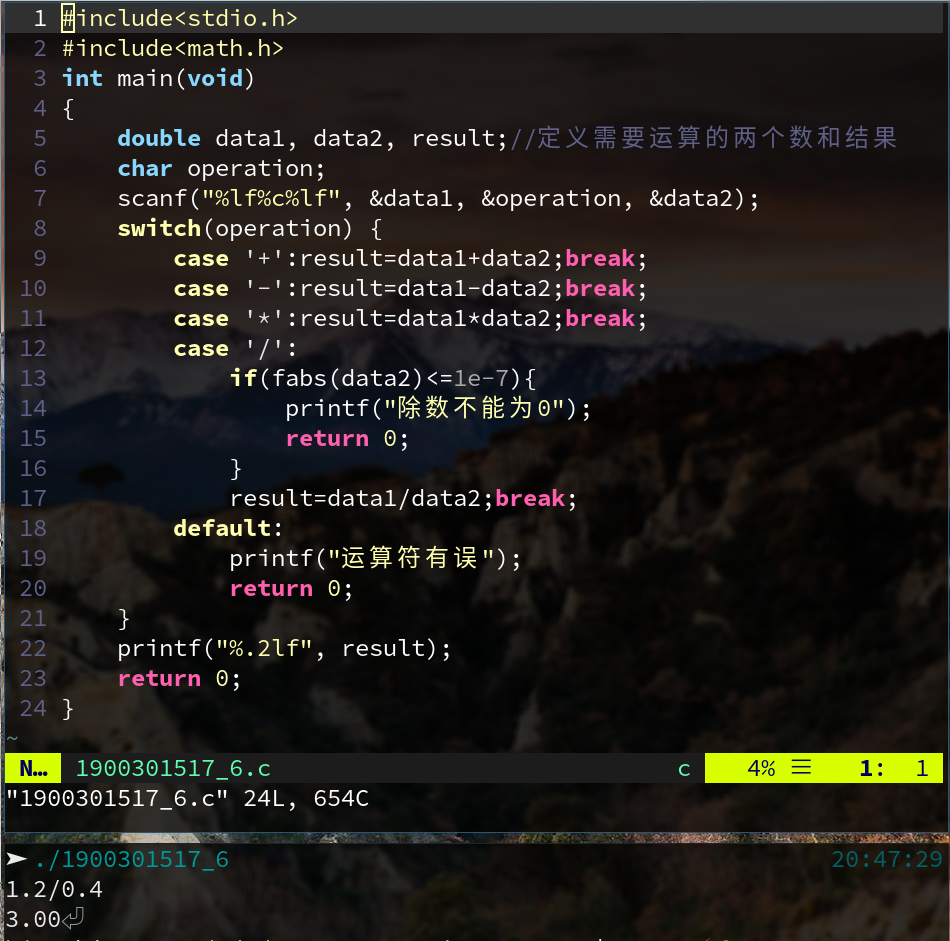 1 #include<stdio.h>
2 #include<math.h>
3 int main(void)
4 {
5     double data1, data2, result;//定义需要运算的两个数和结果
6     char operation;
7     scanf("%lf%c%lf", &data1, &operation, &data2);
8     switch(operation) {
9         case '+':result=data1+data2;break;
10         case '-':result=data1-data2;break;
11         case '*':result=data1*data2;break;
12         case '/':
13             if(fabs(data2)<=1e-7){
14                 printf("除数不能为0");
15                 return 0;
16             }
17             result=data1/data2;break;
18         default:
19             printf("运算符有误");
20             return 0;
21     }
22     printf("%.2lf", result);
23     return 0;
24 }
~
N… 1900301517_6.c c 4% ☰ 1: 1
"1900301517_6.c" 24L, 654C
➤ ./1900301517_6 20:47:29
1.2/0.4
3.00⏎